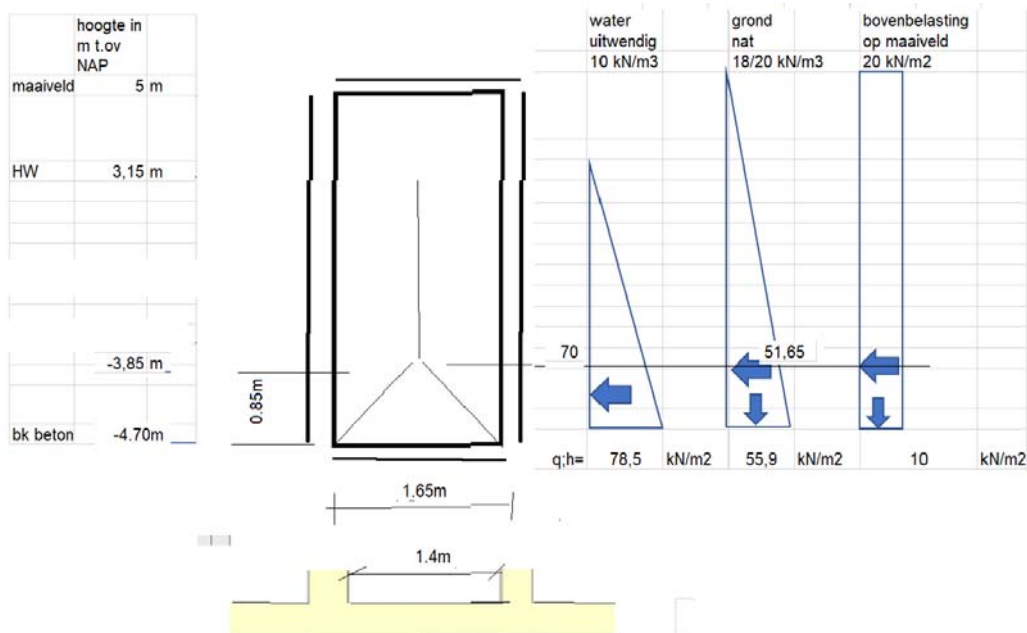 hoogte in
m t.ov
NAP
maaiveld 5 m
HW 3,15 m
-3,85 m
bk beton -4.70m
0.85m
1,65m
1.4m
water
uitwendig
10 kN/m3
grond
nat
18/20 kN/m3
bovenbelasting
op maaiveld
20 kN/m2
70
51,65
q;h= 78,5 kN/m2 55,9 kN/m2 10 kN/m2